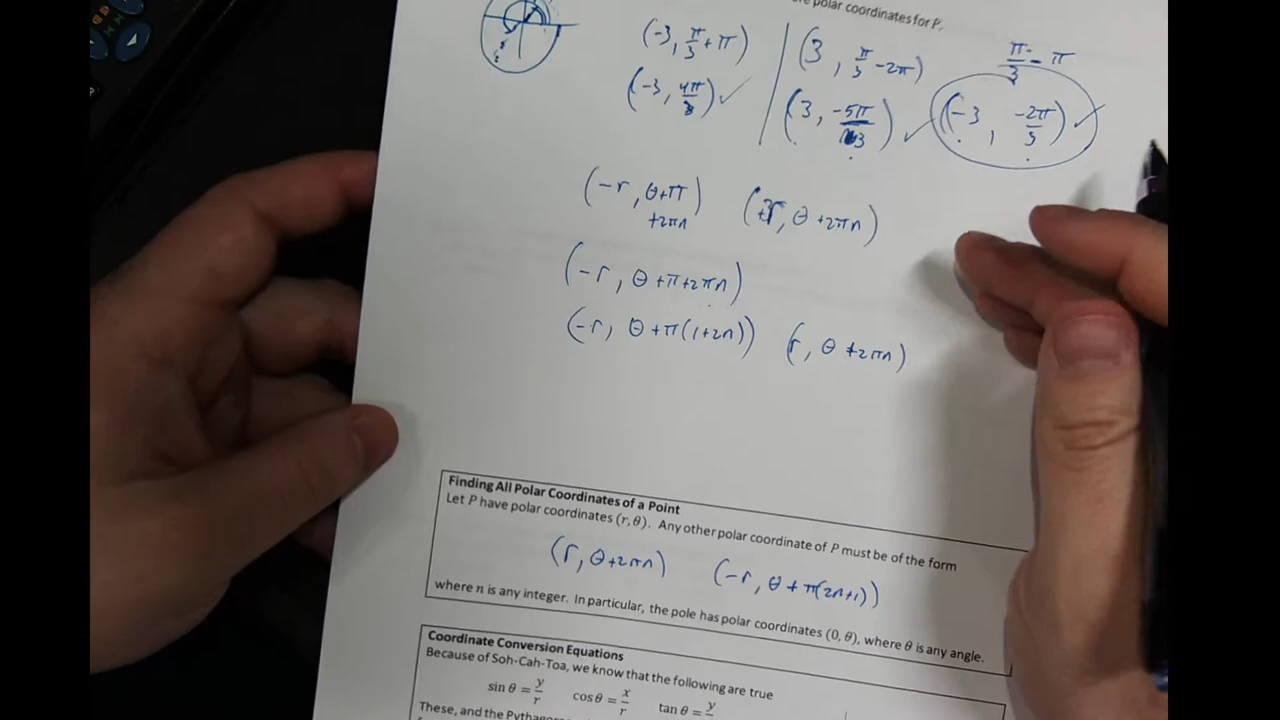 polar coordinates for P.
(-3, π/3 + π)
(-3, 4π/3) ✓
(3, π/3 - 2π)
(3, -5π/3) ✓
π/3 - π
(-3, -2π/3) ✓
(-r, θ+π +2πn) (r, θ +2πn)
(-r, θ+π+2πn)
(-r, θ+π(1+2n)) (r, θ+2πn)
Finding All Polar Coordinates of a Point
Let P have polar coordinates (r, θ). Any other polar coordinate of P must be of the form
(r, θ+2πn) (-r, θ+π(2n+1))
where n is any integer. In particular, the pole has polar coordinates (0, θ), where θ is any angle.
Coordinate Conversion Equations
Because of Soh-Cah-Toa, we know that the following are true
sin θ = y/r cos θ = x/r tan θ = y/
These, and the